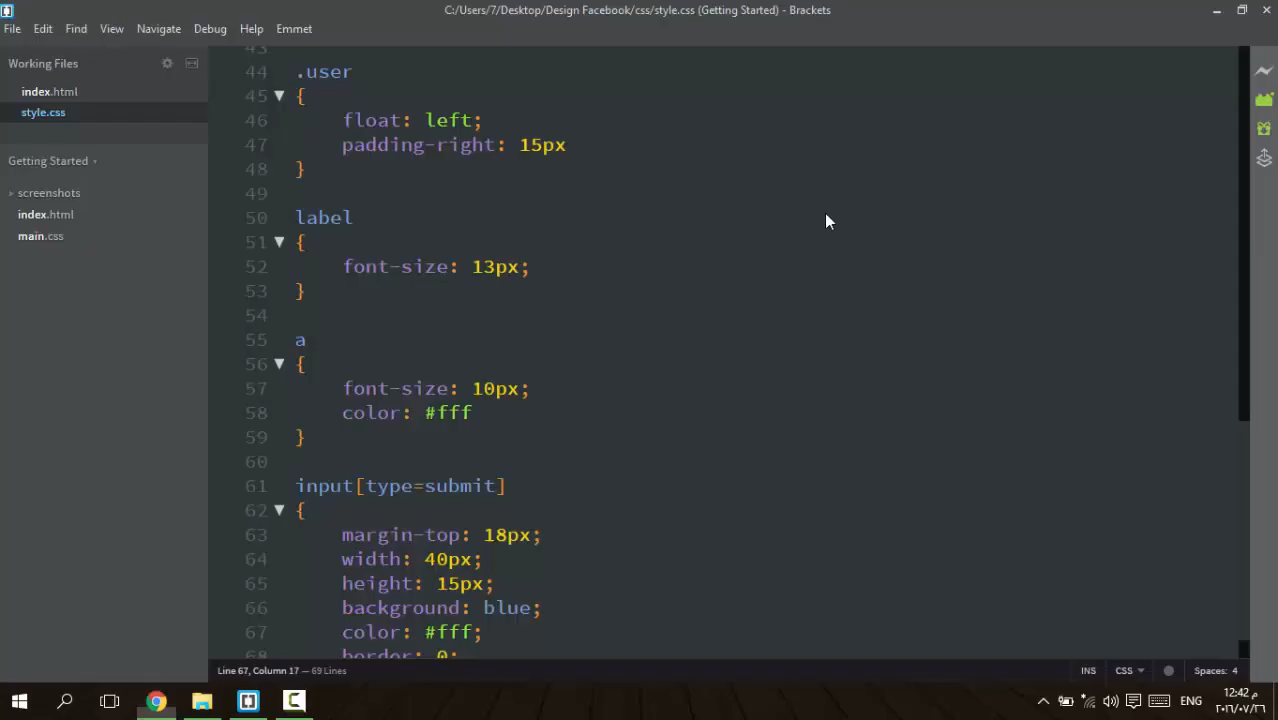 C:/Users/7/Desktop/Design Facebook/css/style.css (Getting Started) - Brackets
File Edit Find View Navigate Debug Help Emmet
Working Files
index.html
style.css
Getting Started
screenshots
index.html
main.css
43
44 .user
45 {
46 float: left;
47 padding-right: 15px
48 }
49
50 label
51 {
52 font-size: 13px;
53 }
54
55 a
56 {
57 font-size: 10px;
58 color: #fff
59 }
60
61 input[type=submit]
62 {
63 margin-top: 18px;
64 width: 40px;
65 height: 15px;
66 background: blue;
67 color: #fff;
68 border: 0;
Line 67, Column 17 — 69 Lines
INS CSS Spaces: 4
ENG
12:42 م
٢٠١٦/٠٧/٢٦